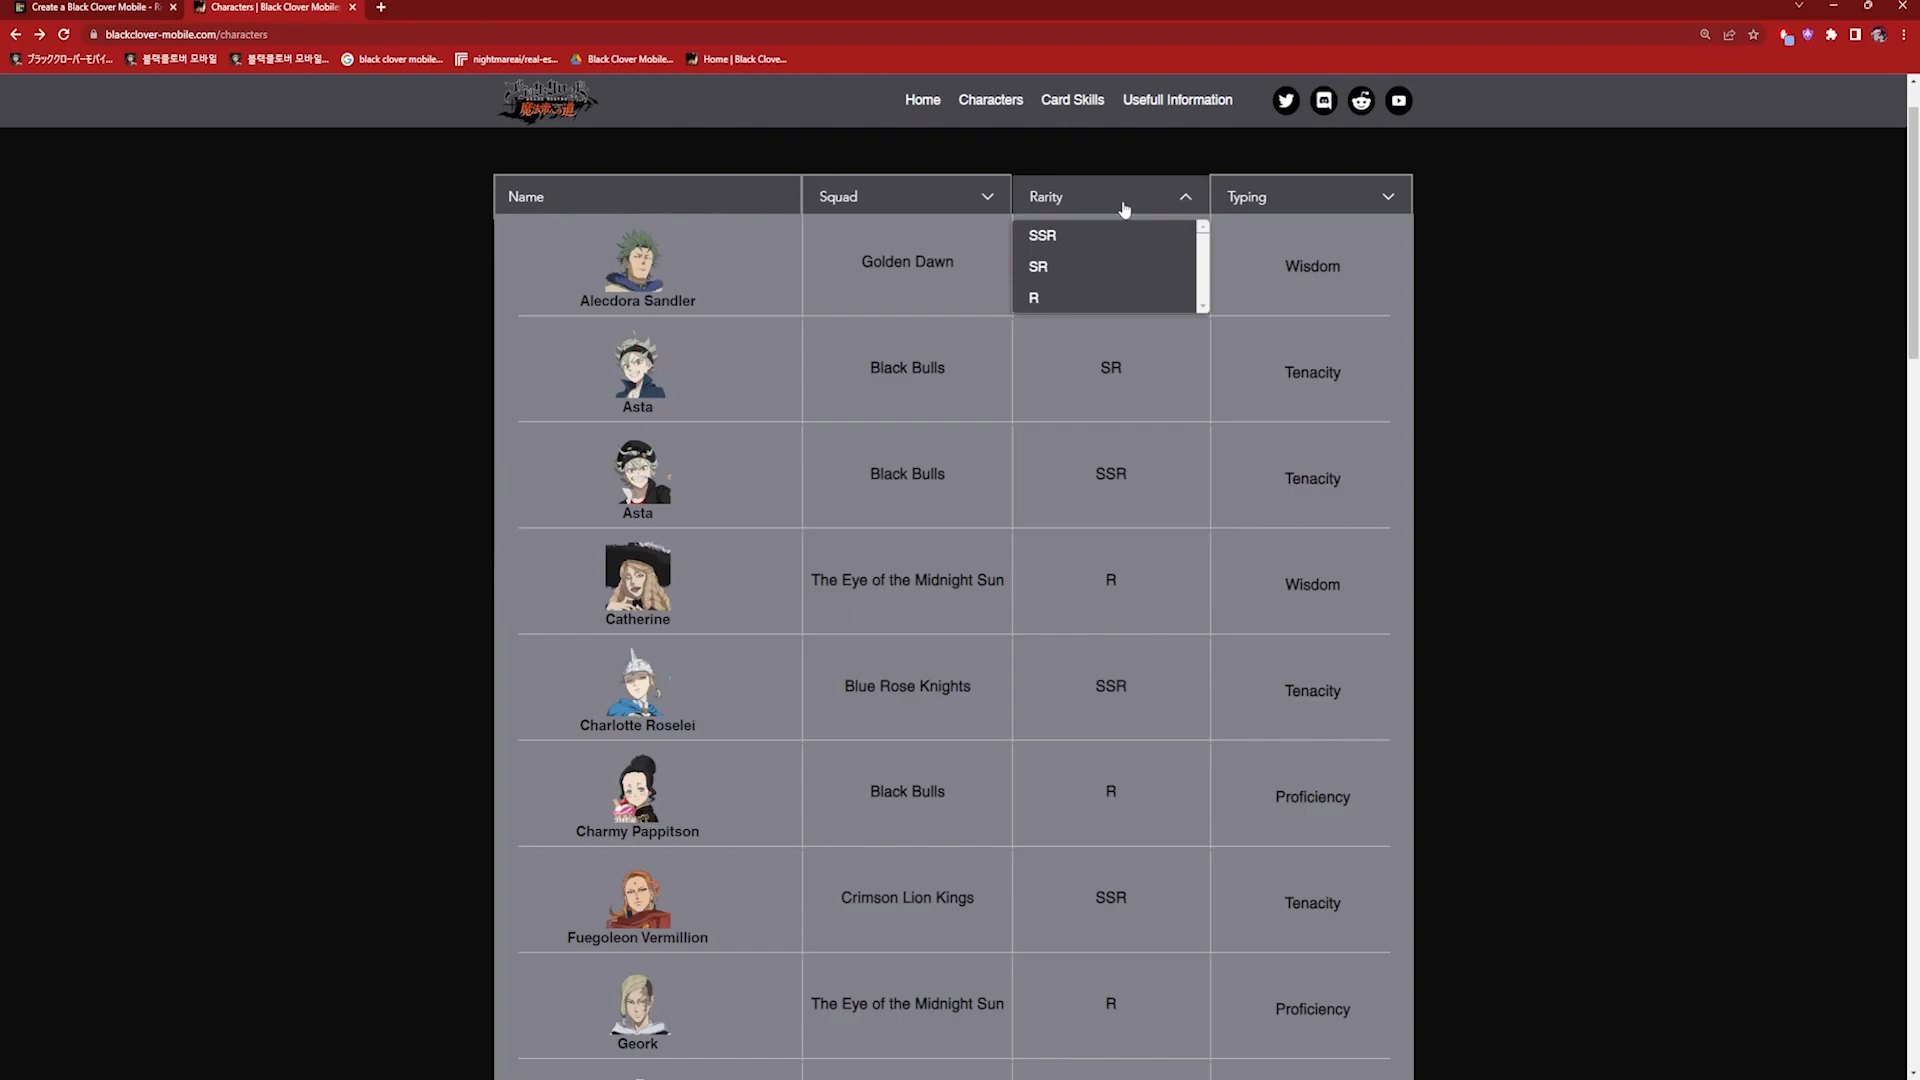 Create a Black Clover Mobile - R
Characters | Black Clover Mobile
blackclover-mobile.com/characters
ブラッククローバーモバイ...
블랙클로버 모바일
블랙클로버 모바일...
black clover mobile...
nightmareai/real-es...
Black Clover Mobile...
Home | Black Clove...
魔法帝への道
Home
Characters
Card Skills
Usefull Information
Name
Squad
Rarity
Typing
SSR
SR
R
Alecdora Sandler
Golden Dawn
Wisdom
Asta
Black Bulls
SR
Tenacity
Asta
Black Bulls
SSR
Tenacity
Catherine
The Eye of the Midnight Sun
R
Wisdom
Charlotte Roselei
Blue Rose Knights
SSR
Tenacity
Charmy Pappitson
Black Bulls
R
Proficiency
Fuegoleon Vermillion
Crimson Lion Kings
SSR
Tenacity
Geork
The Eye of the Midnight Sun
R
Proficiency